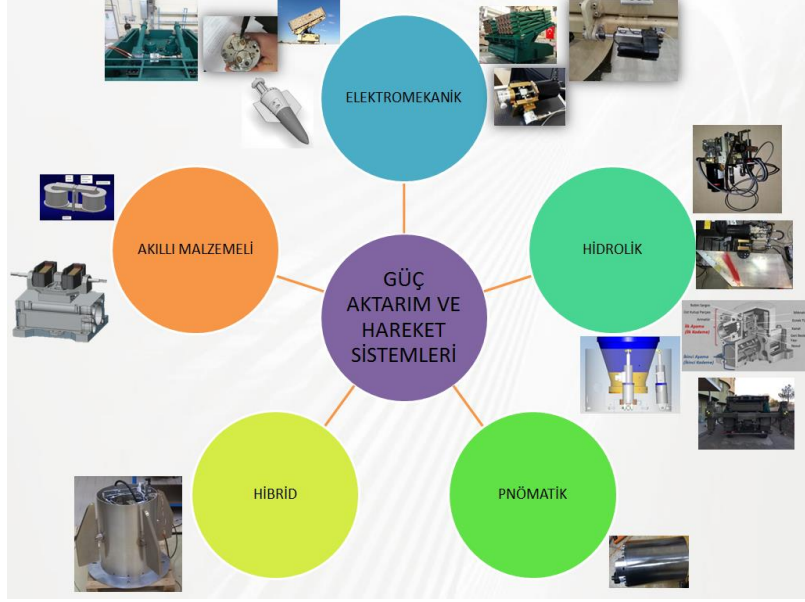 ELEKTROMEKANİK
AKILLI MALZEMELİ
HİDROLİK
GÜÇ
AKTARIM VE
HAREKET
SİSTEMLERİ
HİBRİD
PNÖMATİK